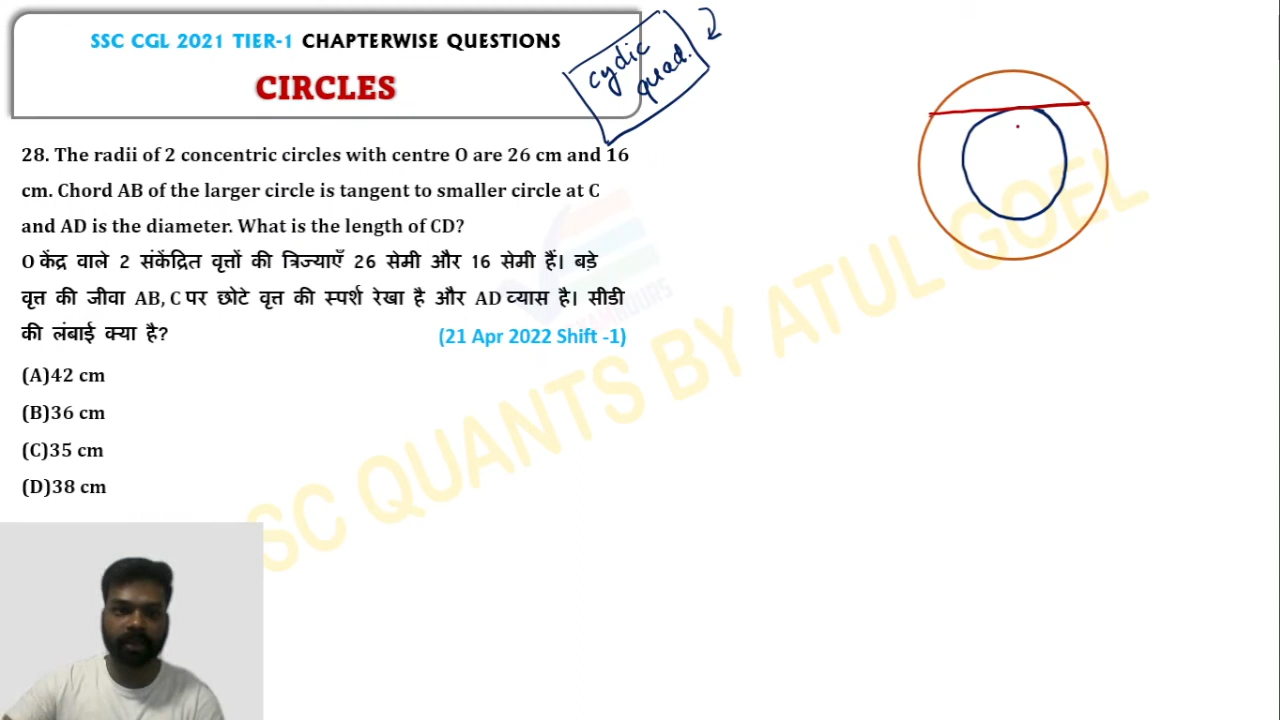 SSC CGL 2021 TIER-1 CHAPTERWISE QUESTIONS
CIRCLES
cyclic
quad.
28. The radii of 2 concentric circles with centre O are 26 cm and 16
cm. Chord AB of the larger circle is tangent to smaller circle at C
and AD is the diameter. What is the length of CD?
O केंद्र वाले 2 संकेंद्रित वृत्तों की त्रिज्याएँ 26 सेमी और 16 सेमी हैं। बड़े
वृत्त की जीवा AB, C पर छोटे वृत्त की स्पर्श रेखा है और AD व्यास है। सीडी
की लंबाई क्या है?
(21 Apr 2022 Shift -1)
(A)42 cm
(B)36 cm
(C)35 cm
(D)38 cm
SC QUANTS BY ATUL GOEL